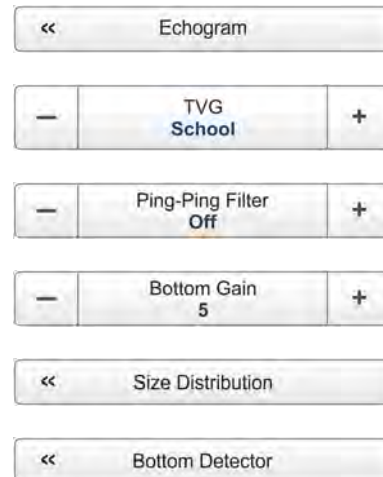 « Echogram
TVG
— School +
Ping-Ping Filter
— Off +
Bottom Gain
— 5 +
« Size Distribution
« Bottom Detector